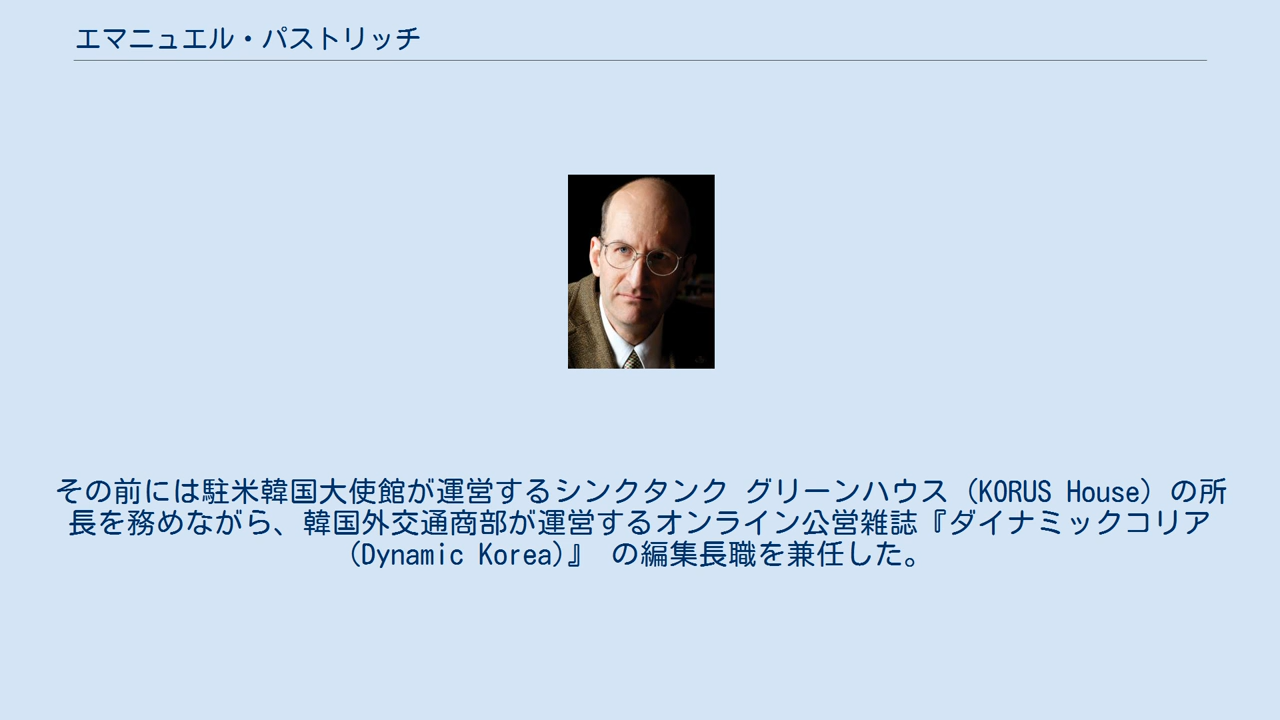 エマニュエル・パストリッチ
その前には駐米韓国大使館が運営するシンクタンク グリーンハウス（KORUS House）の所
長を務めながら、韓国外交通商部が運営するオンライン公営雑誌『ダイナミックコリア
(Dynamic Korea)』 の編集長職を兼任した。